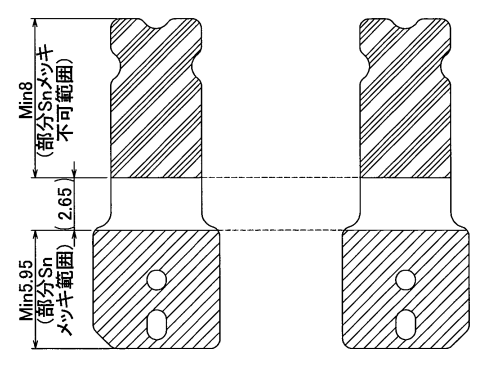 Min8
(部分Snメッキ
不可範囲)
(2.65)
Min5.95
(部分Sn
メッキ範囲)